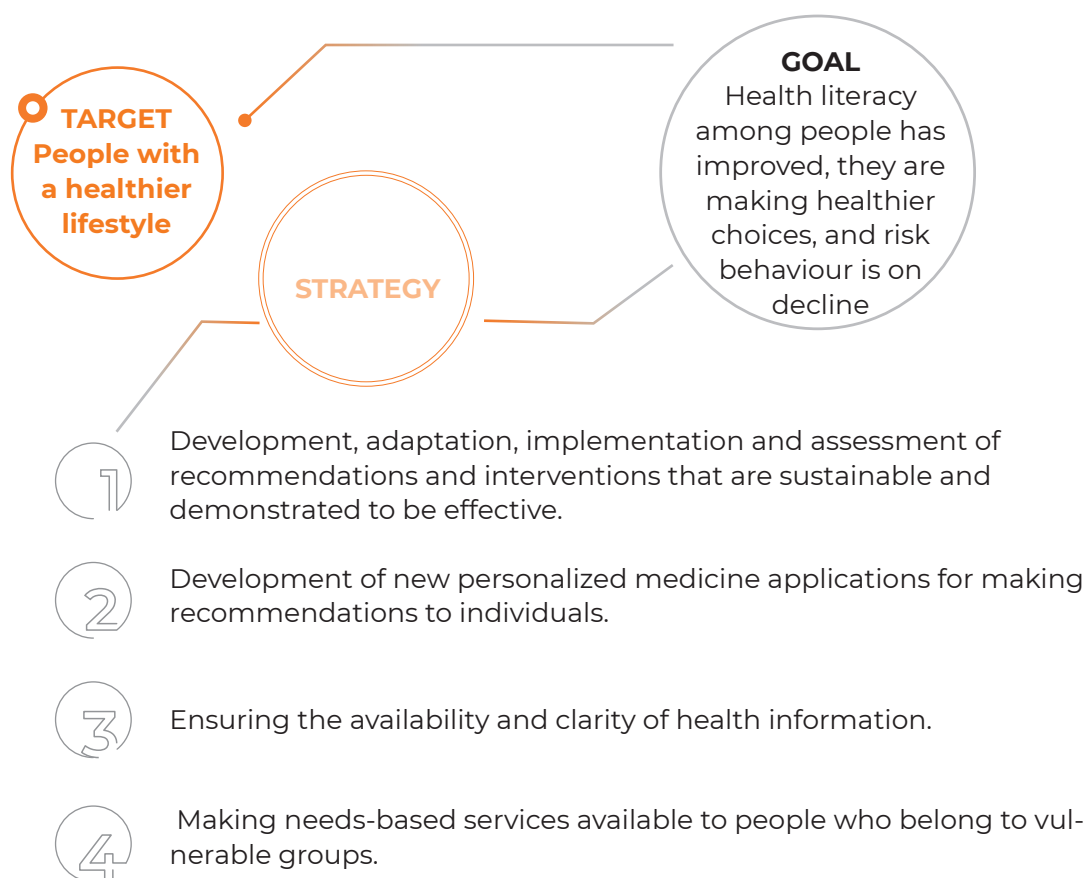 TARGET
People with
a healthier
lifestyle
GOAL
Health literacy
among people has
improved, they are
making healthier
choices, and risk
behaviour is on
decline
STRATEGY
1
Development, adaptation, implementation and assessment of
recommendations and interventions that are sustainable and
demonstrated to be effective.
2
Development of new personalized medicine applications for making
recommendations to individuals.
3
Ensuring the availability and clarity of health information.
4
Making needs-based services available to people who belong to vul-
nerable groups.